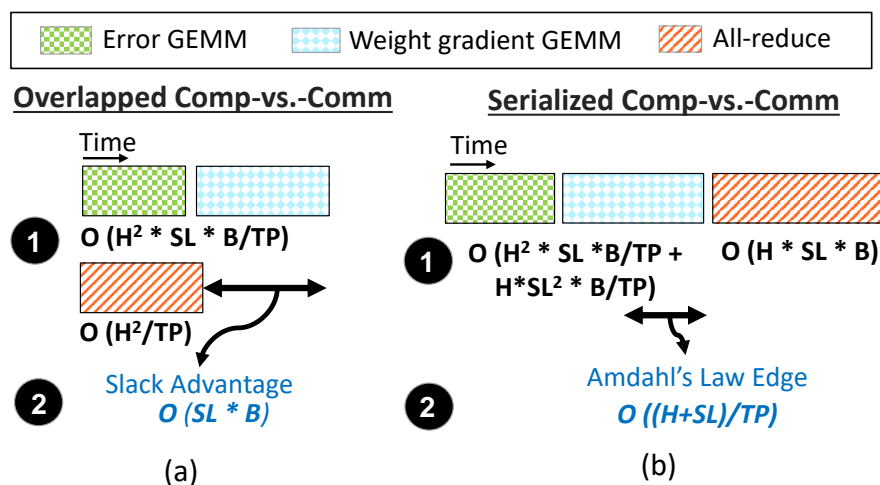 Error GEMM Weight gradient GEMM All-reduce
Overlapped Comp-vs.-Comm
Time
1
O (H² * SL * B/TP)
O (H²/TP)
2
Slack Advantage
O (SL * B)
(a)
Serialized Comp-vs.-Comm
Time
1
O (H² * SL *B/TP +
H*SL² * B/TP)
O (H * SL * B)
2
Amdahl's Law Edge
O ((H+SL)/TP)
(b)